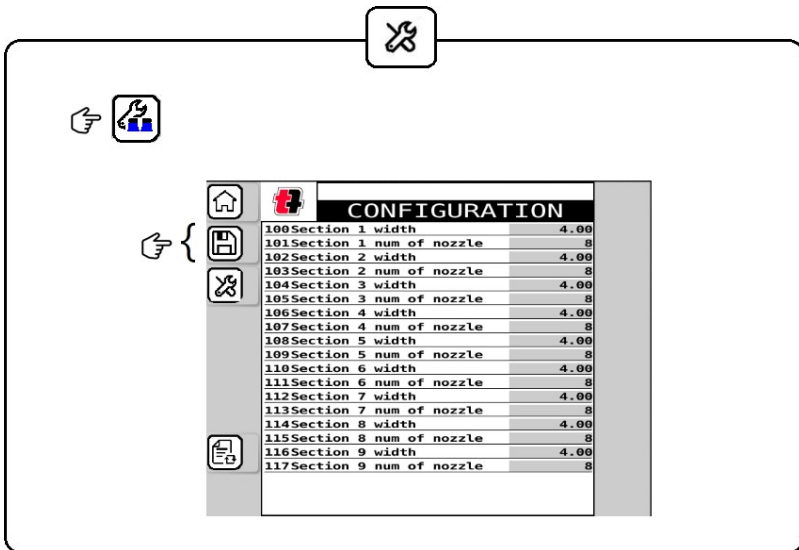 CONFIGURATION
100Section 1 width 4.00
101Section 1 num of nozzle 8
102Section 2 width 4.00
103Section 2 num of nozzle 8
104Section 3 width 4.00
105Section 3 num of nozzle 8
106Section 4 width 4.00
107Section 4 num of nozzle 8
108Section 5 width 4.00
109Section 5 num of nozzle 8
110Section 6 width 4.00
111Section 6 num of nozzle 8
112Section 7 width 4.00
113Section 7 num of nozzle 8
114Section 8 width 4.00
115Section 8 num of nozzle 8
116Section 9 width 4.00
117Section 9 num of nozzle 8